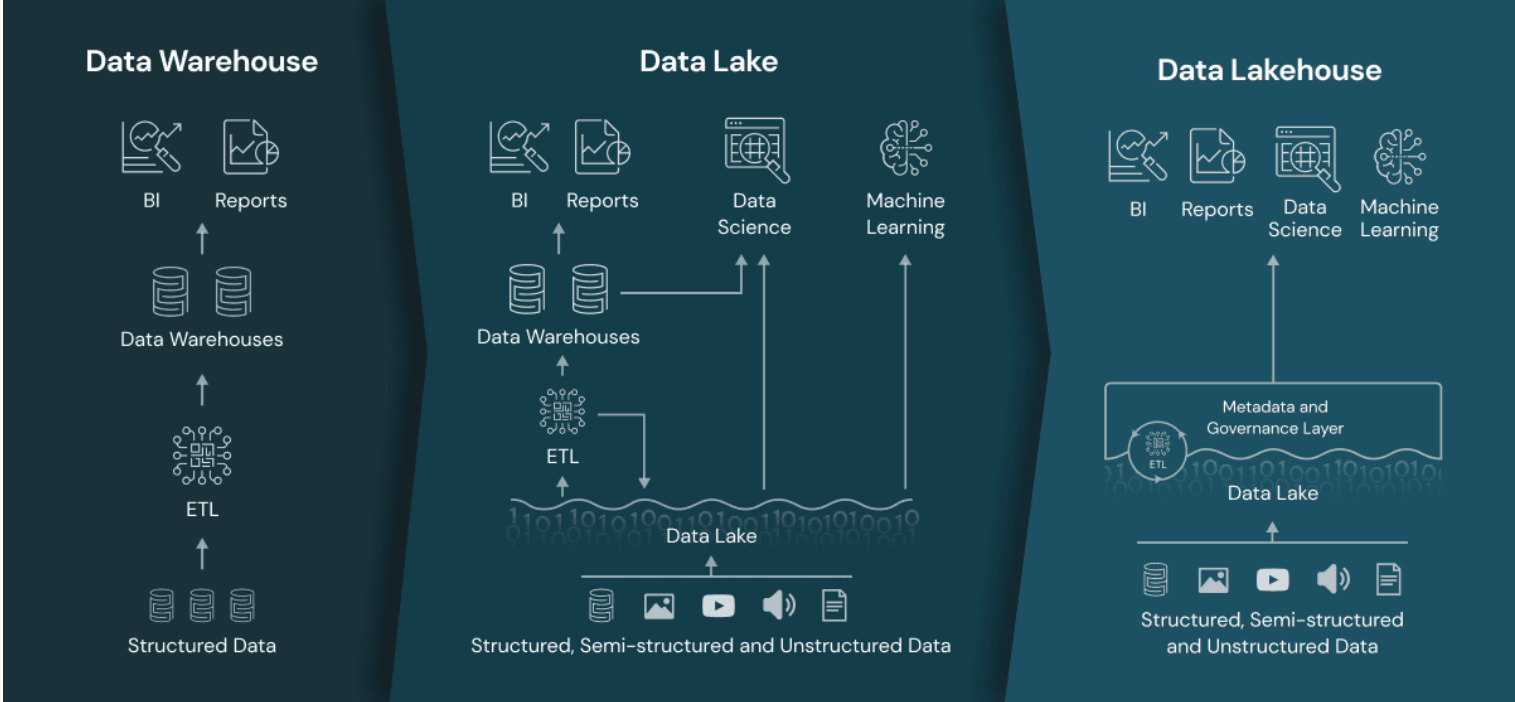 Data Warehouse
BI
Reports
Data Warehouses
ETL
Structured Data
Data Lake
BI
Reports
Data
Science
Machine
Learning
Data Warehouses
ETL
11011010101001101001101010100010
Data Lake
Structured, Semi-structured and Unstructured Data
Data Lakehouse
BI
Reports
Data
Science
Machine
Learning
Metadata and
Governance Layer
ETL
Data Lake
Structured, Semi-structured
and Unstructured Data